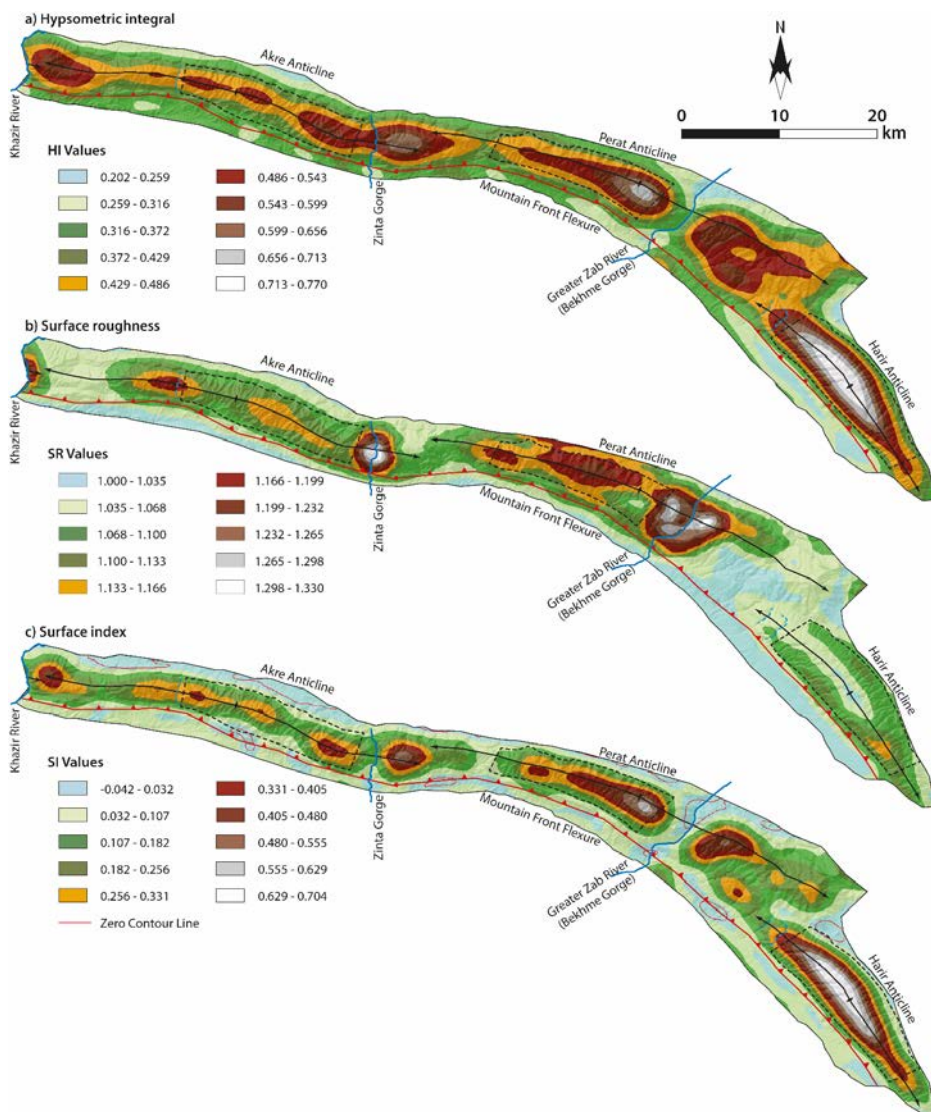 a) Hypsometric integral
N
Akre Anticline
0 10 20
km
Khazir River
Perat Anticline
HI Values
0.202 - 0.259
0.486 - 0.543
0.259 - 0.316
0.543 - 0.599
0.316 - 0.372
0.599 - 0.656
0.372 - 0.429
0.656 - 0.713
0.429 - 0.486
0.713 - 0.770
Zinta Gorge
Mountain Front Flexure
Greater Zab River
(Bekhme Gorge)
Harir Anticline
b) Surface roughness
Akre Anticline
Khazir River
Perat Anticline
SR Values
1.000 - 1.035
1.166 - 1.199
1.035 - 1.068
1.199 - 1.232
1.068 - 1.100
1.232 - 1.265
1.100 - 1.133
1.265 - 1.298
1.133 - 1.166
1.298 - 1.330
Zinta Gorge
Mountain Front Flexure
Greater Zab River
(Bekhme Gorge)
Harir Anticline
c) Surface index
Akre Anticline
Khazir River
Perat Anticline
SI Values
-0.042 - 0.032
0.331 - 0.405
0.032 - 0.107
0.405 - 0.480
0.107 - 0.182
0.480 - 0.555
0.182 - 0.256
0.555 - 0.629
0.256 - 0.331
0.629 - 0.704
Zero Contour Line
Zinta Gorge
Mountain Front Flexure
Greater Zab River
(Bekhme Gorge)
Harir Anticline